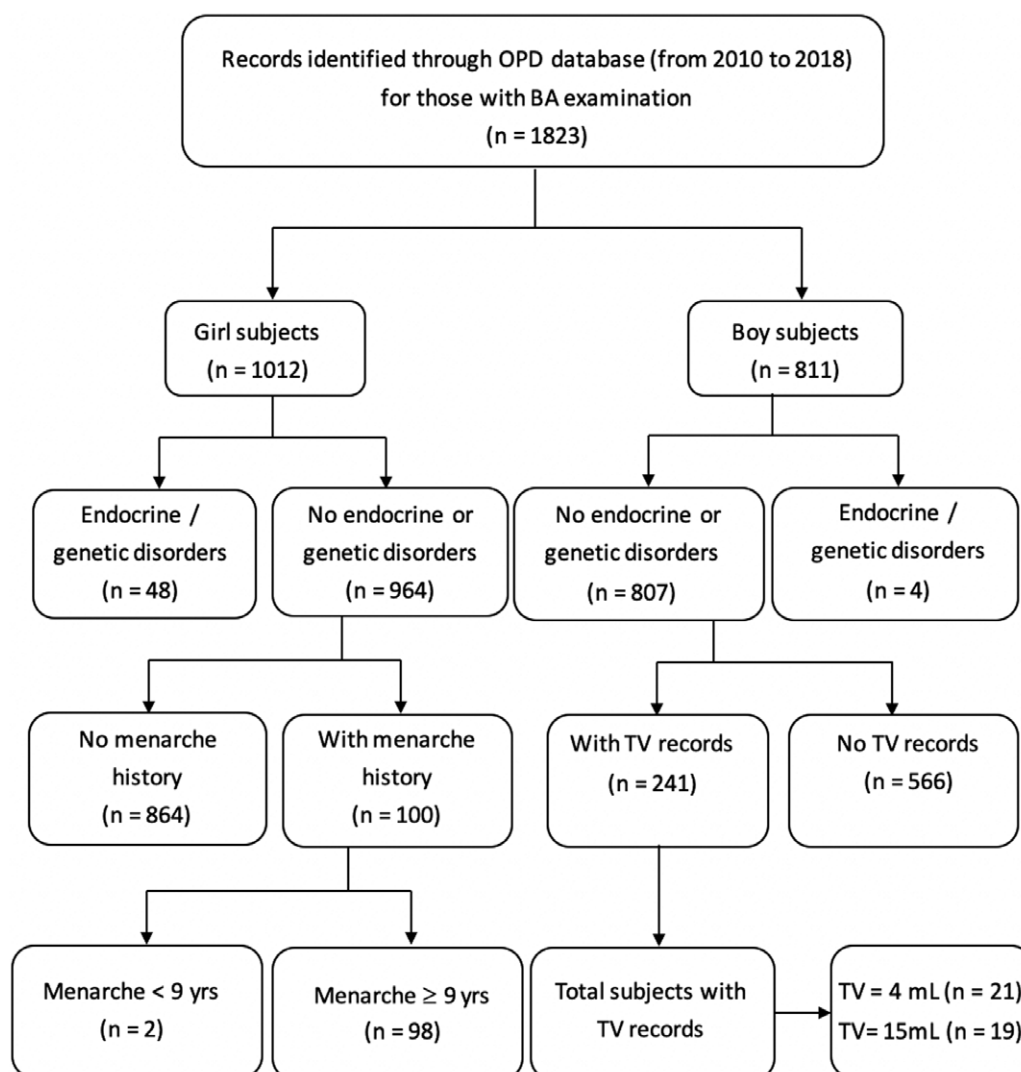 Records identified through OPD database (from 2010 to 2018)
for those with BA examination
(n = 1823)
Girl subjects
(n = 1012)
Boy subjects
(n = 811)
Endocrine /
genetic disorders
(n = 48)
No endocrine or
genetic disorders
(n = 964)
No endocrine or
genetic disorders
(n = 807)
Endocrine /
genetic disorders
(n = 4)
No menarche
history
(n = 864)
With menarche
history
(n = 100)
With TV records
(n = 241)
No TV records
(n = 566)
Menarche < 9 yrs
(n = 2)
Menarche ≥ 9 yrs
(n = 98)
Total subjects with
TV records
TV = 4 mL (n = 21)
TV= 15mL (n = 19)